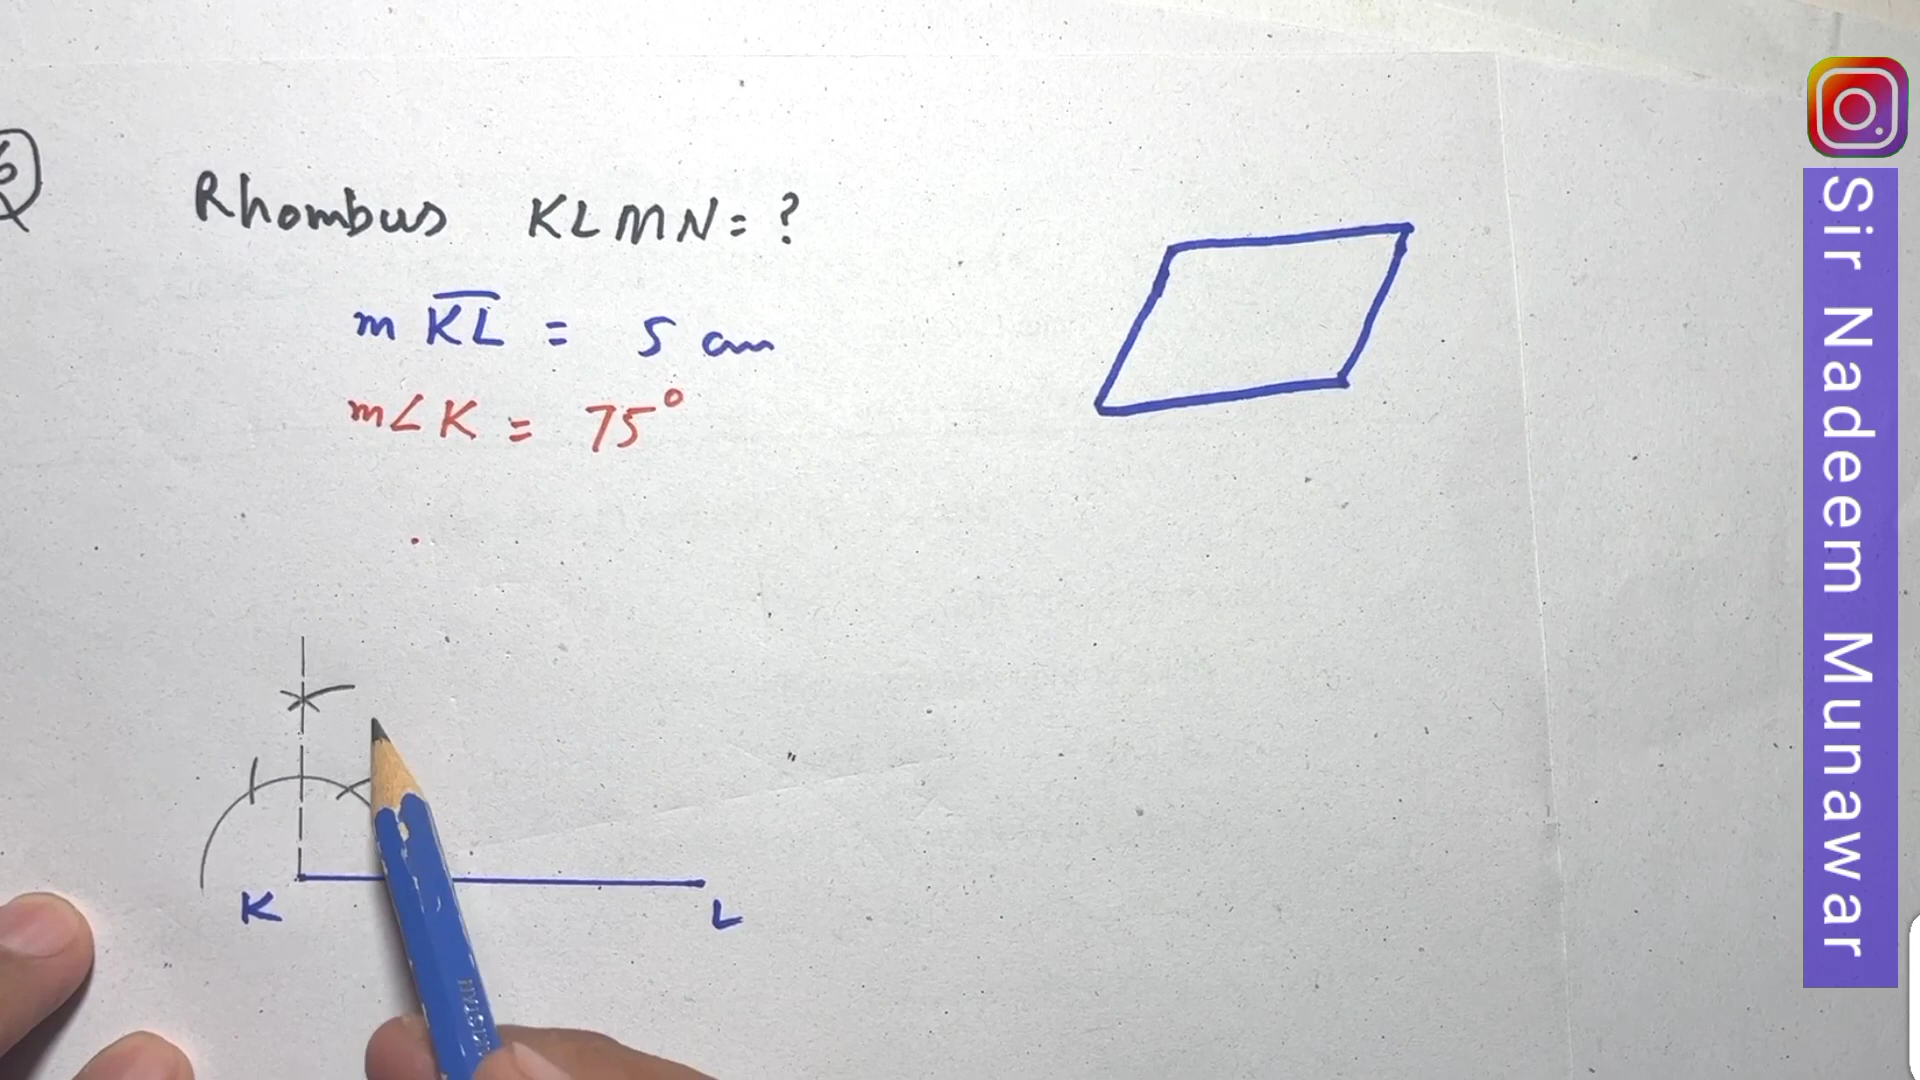 Rhombus KLMN = ?
m KL = 5 cm
m∠K = 75°
K
L
Sir Nadeem Munawar